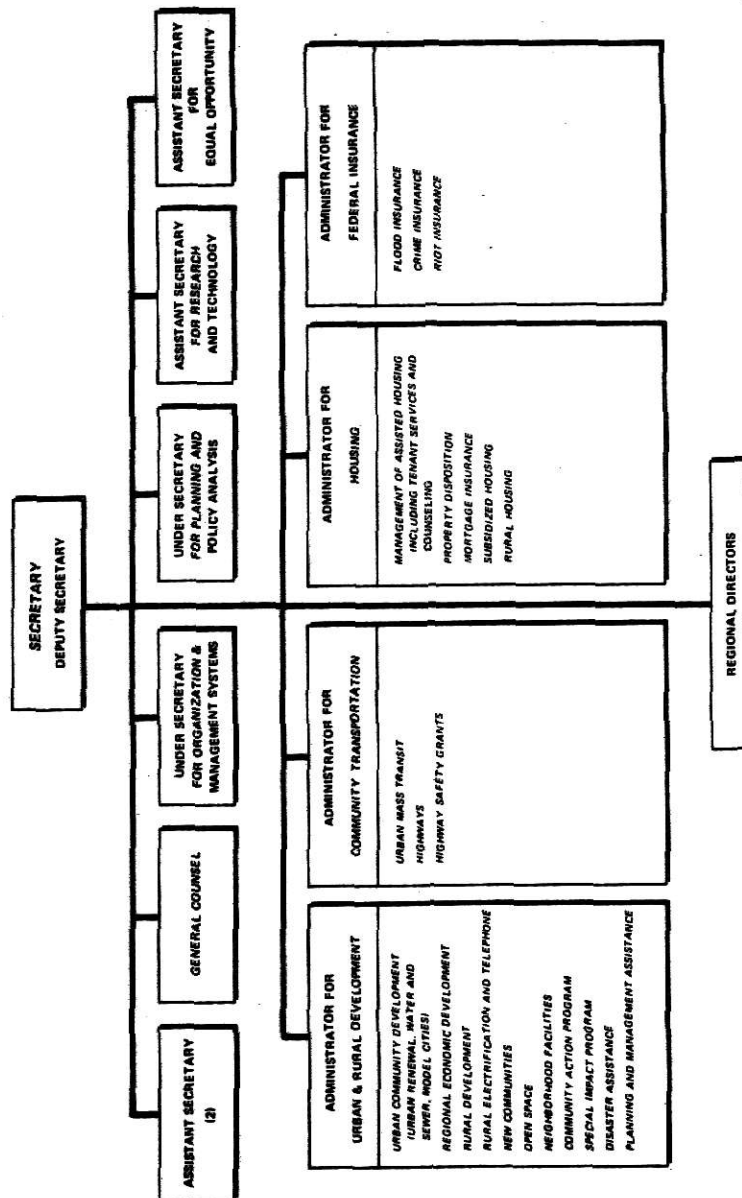 SECRETARY
DEPUTY SECRETARY
ASSISTANT SECRETARY
(2)
GENERAL COUNSEL
UNDER SECRETARY
FOR ORGANIZATION &
MANAGEMENT SYSTEMS
UNDER SECRETARY
FOR PLANNING AND
POLICY ANALYSIS
ASSISTANT SECRETARY
FOR RESEARCH
AND TECHNOLOGY
ASSISTANT SECRETARY
FOR
EQUAL OPPORTUNITY
ADMINISTRATOR FOR
URBAN & RURAL DEVELOPMENT
URBAN COMMUNITY DEVELOPMENT
(URBAN RENEWAL, WATER AND
SEWER, MODEL CITIES)
REGIONAL ECONOMIC DEVELOPMENT
RURAL DEVELOPMENT
RURAL ELECTRIFICATION AND TELEPHONE
NEW COMMUNITIES
OPEN SPACE
NEIGHBORHOOD FACILITIES
COMMUNITY ACTION PROGRAM
SPECIAL IMPACT PROGRAM
DISASTER ASSISTANCE
PLANNING AND MANAGEMENT ASSISTANCE
ADMINISTRATOR FOR
COMMUNITY TRANSPORTATION
URBAN MASS TRANSIT
HIGHWAYS
HIGHWAY SAFETY GRANTS
ADMINISTRATOR FOR
HOUSING
MANAGEMENT OF ASSISTED HOUSING
INCLUDING TENANT SERVICES AND
COUNSELING
PROPERTY DISPOSITION
MORTGAGE INSURANCE
SUBSIDIZED HOUSING
RURAL HOUSING
ADMINISTRATOR FOR
FEDERAL INSURANCE
FLOOD INSURANCE
CRIME INSURANCE
RIOT INSURANCE
REGIONAL DIRECTORS